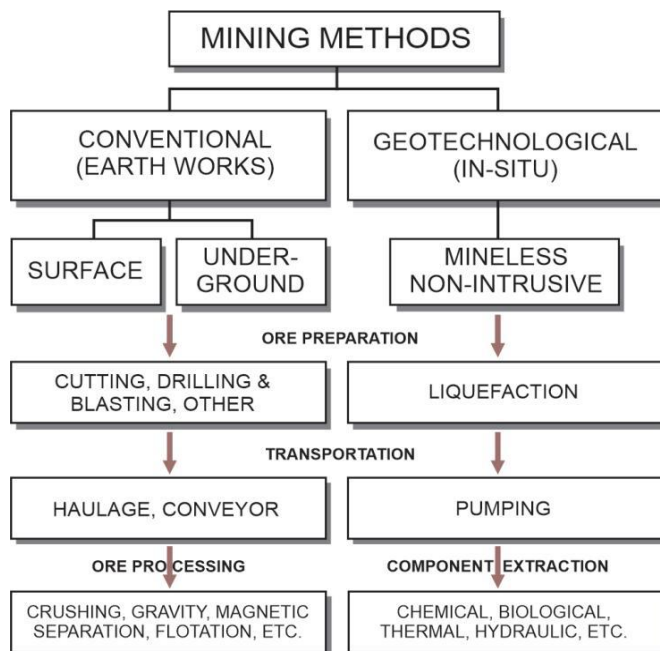 MINING METHODS
CONVENTIONAL
(EARTH WORKS)
GEOTECHNOLOGICAL
(IN-SITU)
SURFACE
UNDER-
GROUND
MINELESS
NON-INTRUSIVE
ORE PREPARATION
CUTTING, DRILLING &
BLASTING, OTHER
LIQUEFACTION
TRANSPORTATION
HAULAGE, CONVEYOR
PUMPING
ORE PROCESSING
COMPONENT EXTRACTION
CRUSHING, GRAVITY, MAGNETIC
SEPARATION, FLOTATION, ETC.
CHEMICAL, BIOLOGICAL,
THERMAL, HYDRAULIC, ETC.